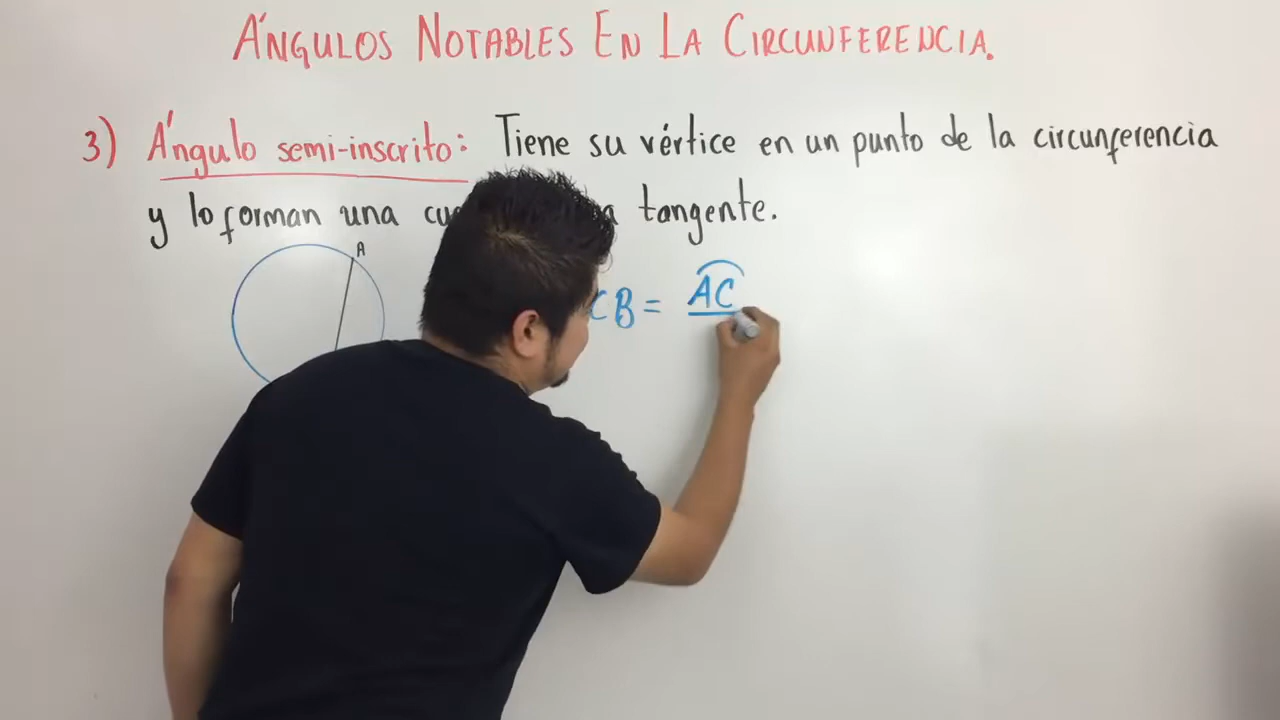 ÁNGULOS NOTABLES EN LA CIRCUNFERENCIA.
3) Ángulo semi-inscrito: Tiene su vértice en un punto de la circunferencia
y lo forman una tangente.
A
CB = AC